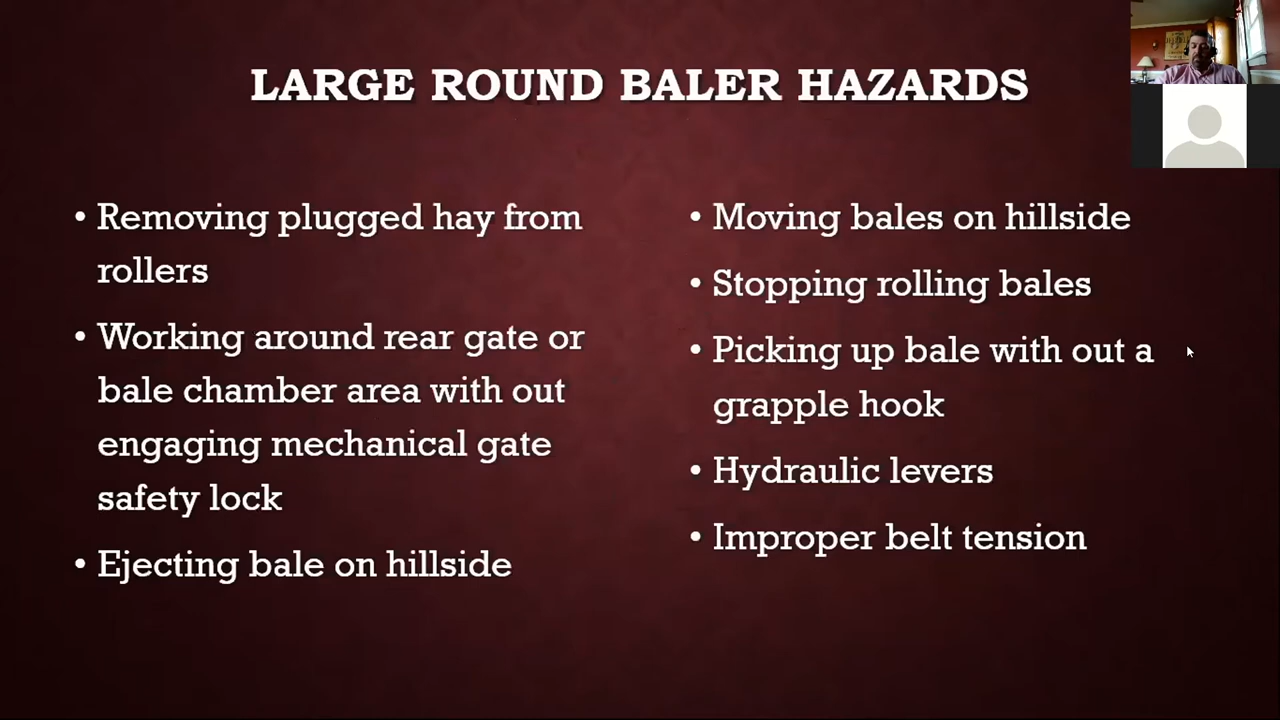 LARGE ROUND BALER HAZARDS
• Removing plugged hay from
rollers
• Working around rear gate or
bale chamber area with out
engaging mechanical gate
safety lock
• Ejecting bale on hillside
• Moving bales on hillside
• Stopping rolling bales
• Picking up bale with out a
grapple hook
• Hydraulic levers
• Improper belt tension